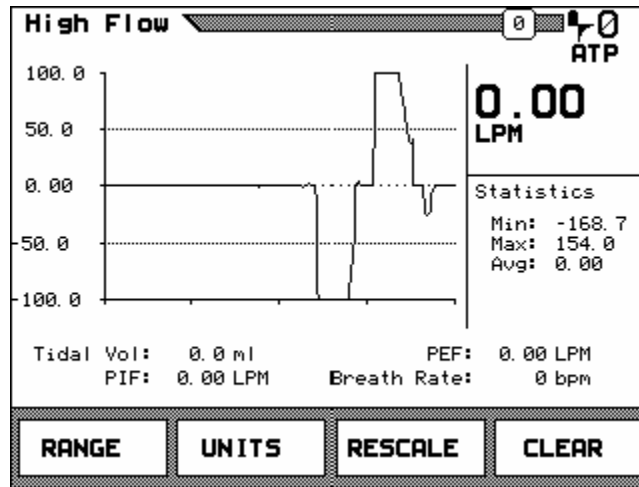 High Flow 0 0
ATP
100.0
50.0
0.00
-50.0
-100.0
0.00
LPM
Statistics
Min: -168.7
Max: 154.0
Avg: 0.00
Tidal Vol: 0.0 ml PEF: 0.00 LPM
PIF: 0.00 LPM Breath Rate: 0 bpm
RANGE UNITS RESCALE CLEAR